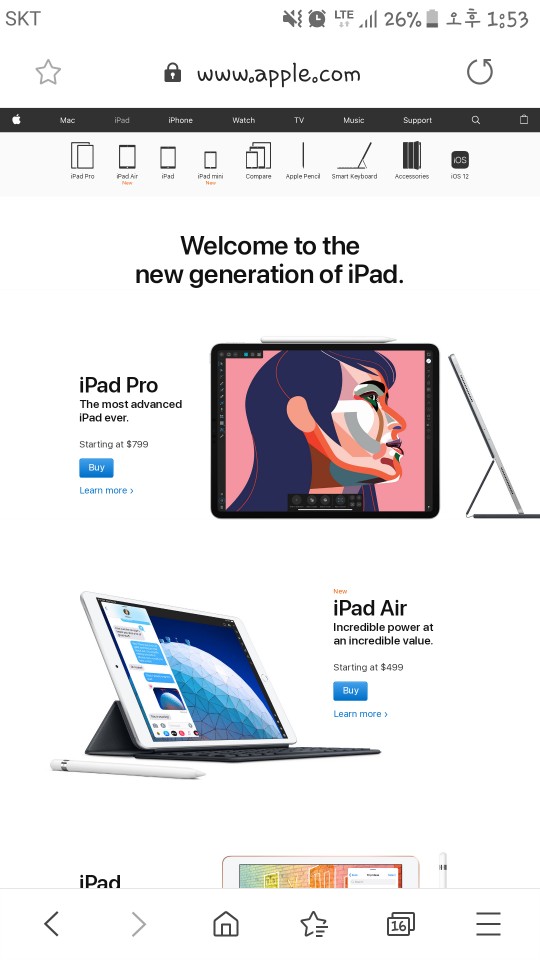 SKT LTE 26% 오후 1:53
www.apple.com
Mac iPad iPhone Watch TV Music Support
iPad Pro iPad Air iPad iPad mini Compare Apple Pencil Smart Keyboard Accessories iOS 12
New New
iOS
Welcome to the
new generation of iPad.
iPad Pro
The most advanced
iPad ever.
Starting at $799
Buy
Learn more ›
New
iPad Air
Incredible power at
an incredible value.
Starting at $499
Buy
Learn more ›
iPad
16